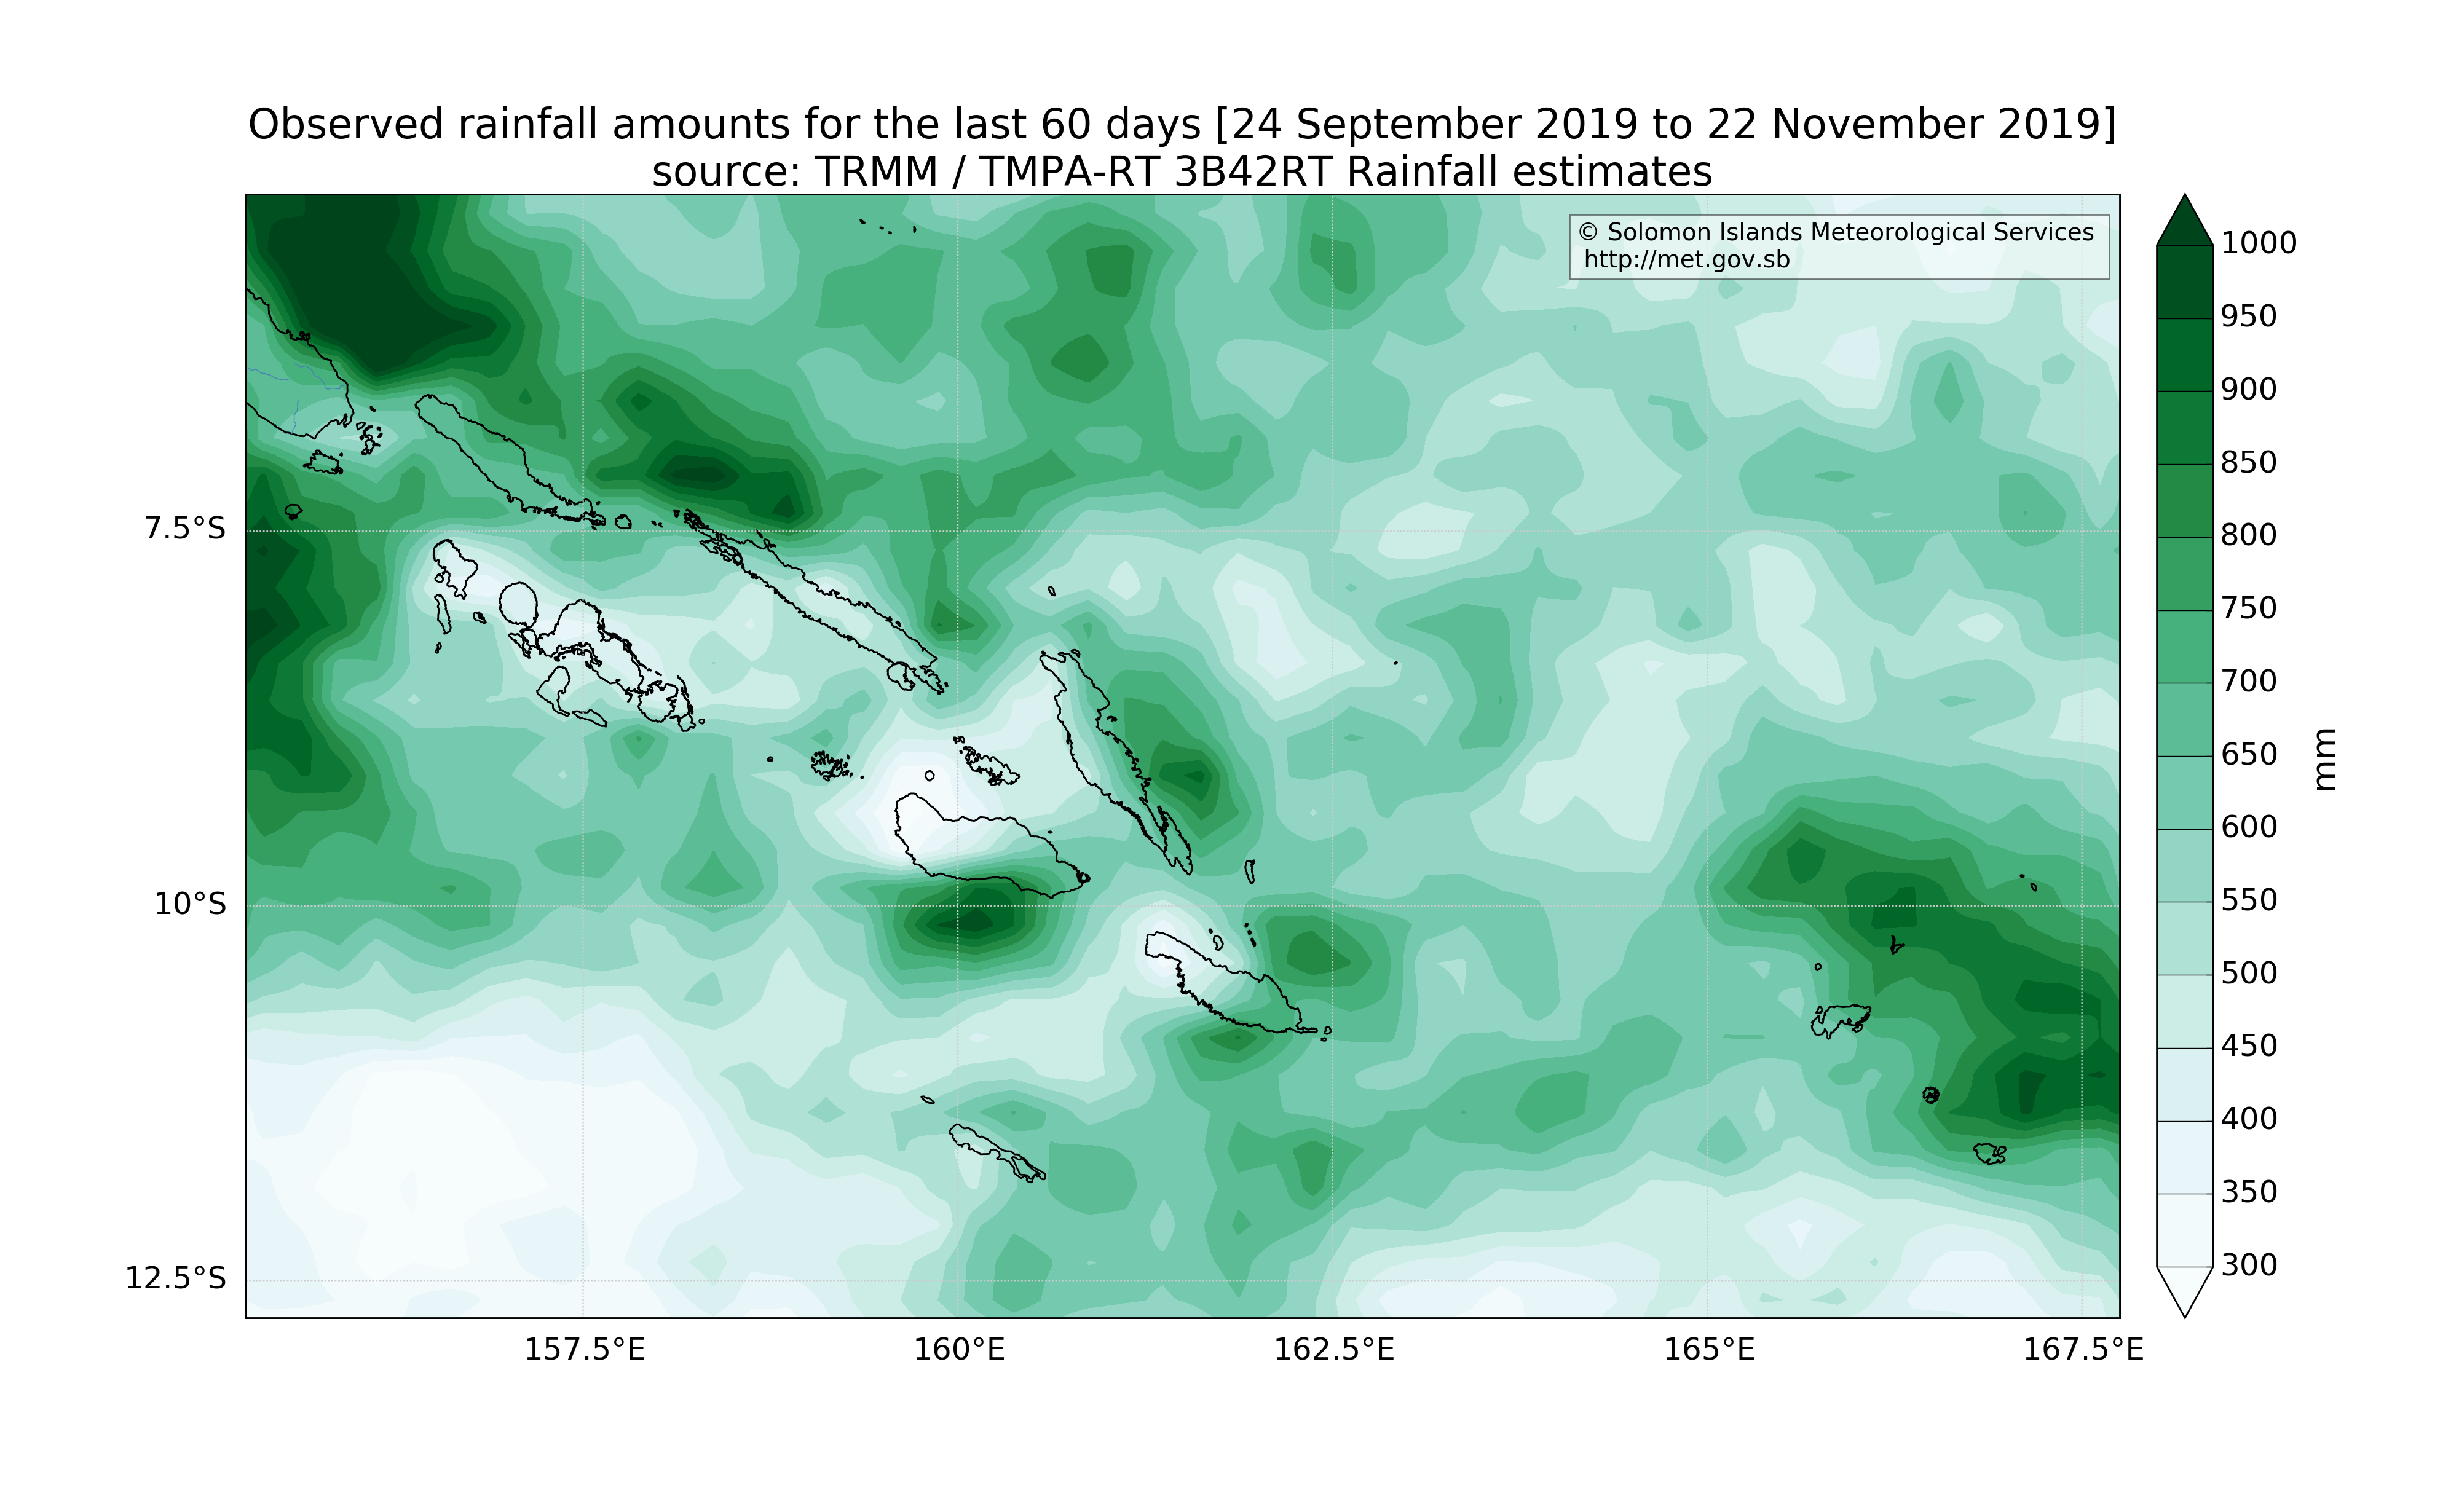 Observed rainfall amounts for the last 60 days [24 September 2019 to 22 November 2019]
source: TRMM / TMPA-RT 3B42RT Rainfall estimates
© Solomon Islands Meteorological Services
http://met.gov.sb
7.5°S
10°S
12.5°S
157.5°E
160°E
162.5°E
165°E
167.5°E
1000
950
900
850
800
750
700
650
600
550
500
450
400
350
300
mm